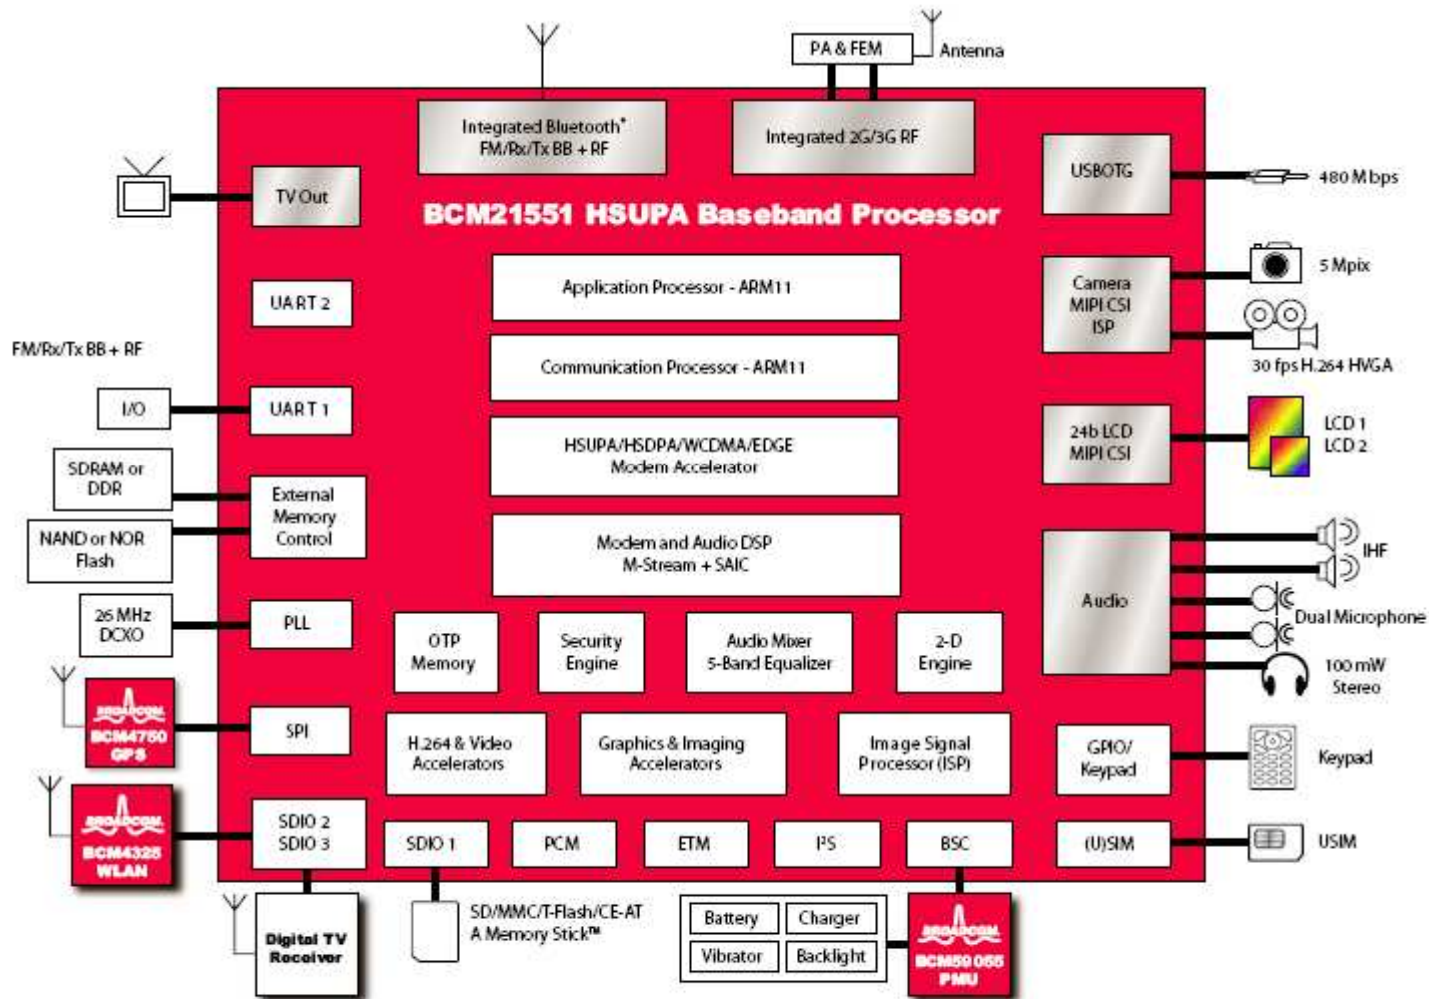 PA & FEM
Antenna
Integrated Bluetooth*
FM/Rx/Tx BB + RF
Integrated 2G/3G RF
USBOTG
480 Mbps
TV Out
BCM21551 HSUPA Baseband Processor
Application Processor - ARM11
Camera
MIPI CSI
ISP
5 Mpix
30 fps H.264 HVGA
UART 2
FM/Rx/Tx BB + RF
Communication Processor - ARM11
I/O
UART 1
HSUPA/HSDPA/WCDMA/EDGE
Modem Accelerator
24b LCD
MIPI CSI
LCD 1
LCD 2
SDRAM or
DDR
NAND or NOR
Flash
External
Memory
Control
Modem and Audio DSP
M-Stream + SAIC
Audio
IHF
Dual Microphone
100 mW
Stereo
26 MHz
DCXO
PLL
OTP
Memory
Security
Engine
Audio Mixer
5-Band Equalizer
2-D
Engine
BROADCOM.
BCM4750
GPS
SPI
H.264 & Video
Accelerators
Graphics & Imaging
Accelerators
Image Signal
Processor (ISP)
GPIO/
Keypad
Keypad
BROADCOM.
BCM4325
WLAN
SDIO 2
SDIO 3
SDIO 1
PCM
ETM
I²S
BSC
(U)SIM
USIM
Digital TV
Receiver
SD/MMC/T-Flash/CE-AT
A Memory Stick™
Battery
Charger
Vibrator
Backlight
BROADCOM.
BCM59055
PMU